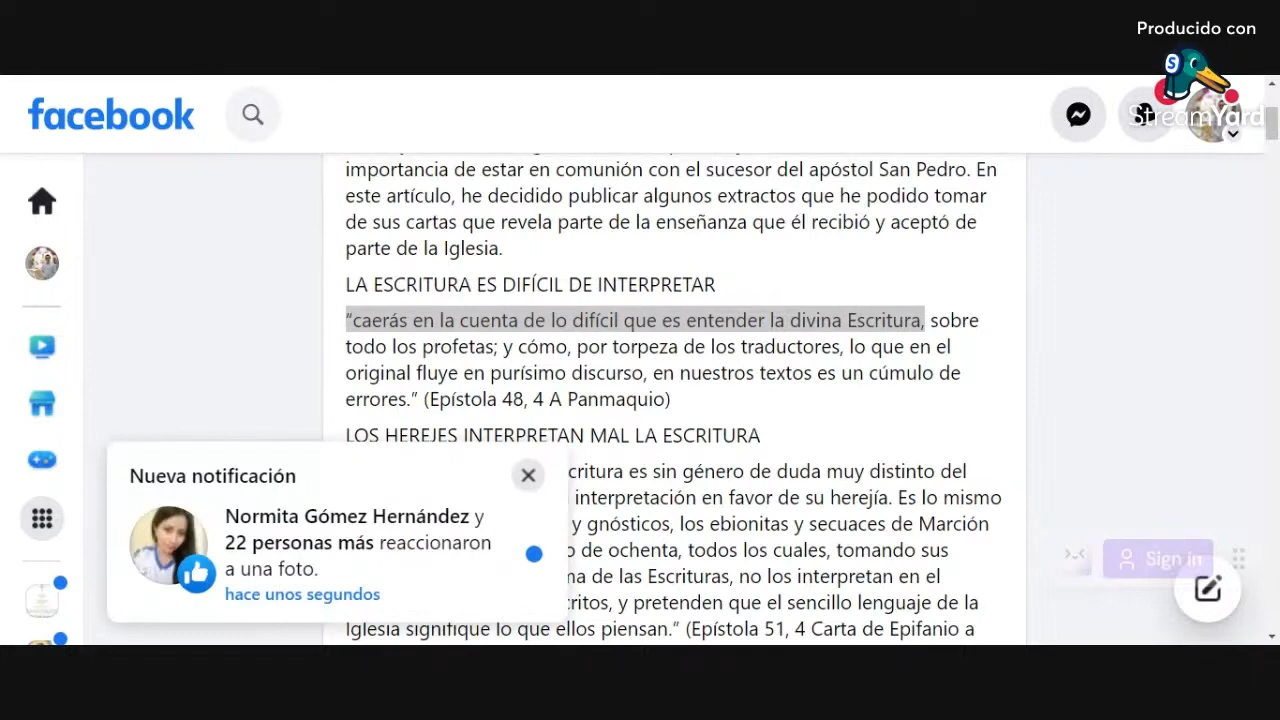 Producido con
StreamYard
facebook
importancia de estar en comunión con el sucesor del apóstol San Pedro. En
este artículo, he decidido publicar algunos extractos que he podido tomar
de sus cartas que revela parte de la enseñanza que él recibió y aceptó de
parte de la Iglesia.
LA ESCRITURA ES DIFÍCIL DE INTERPRETAR
“caerás en la cuenta de lo difícil que es entender la divina Escritura, sobre
todo los profetas; y cómo, por torpeza de los traductores, lo que en el
original fluye en purísimo discurso, en nuestros textos es un cúmulo de
errores.” (Epístola 48, 4 A Panmaquio)
LOS HEREJES INTERPRETAN MAL LA ESCRITURA
critura es sin género de duda muy distinto del
interpretación en favor de su herejía. Es lo mismo
y gnósticos, los ebionitas y secuaces de Marción
o de ochenta, todos los cuales, tomando sus
ma de las Escrituras, no los interpretan en el
critos, y pretenden que el sencillo lenguaje de la
Iglesia signifique lo que ellos piensan.” (Epístola 51, 4 Carta de Epifanio a
Nueva notificación
Normita Gómez Hernández y
22 personas más reaccionaron
a una foto.
hace unos segundos
Sign in